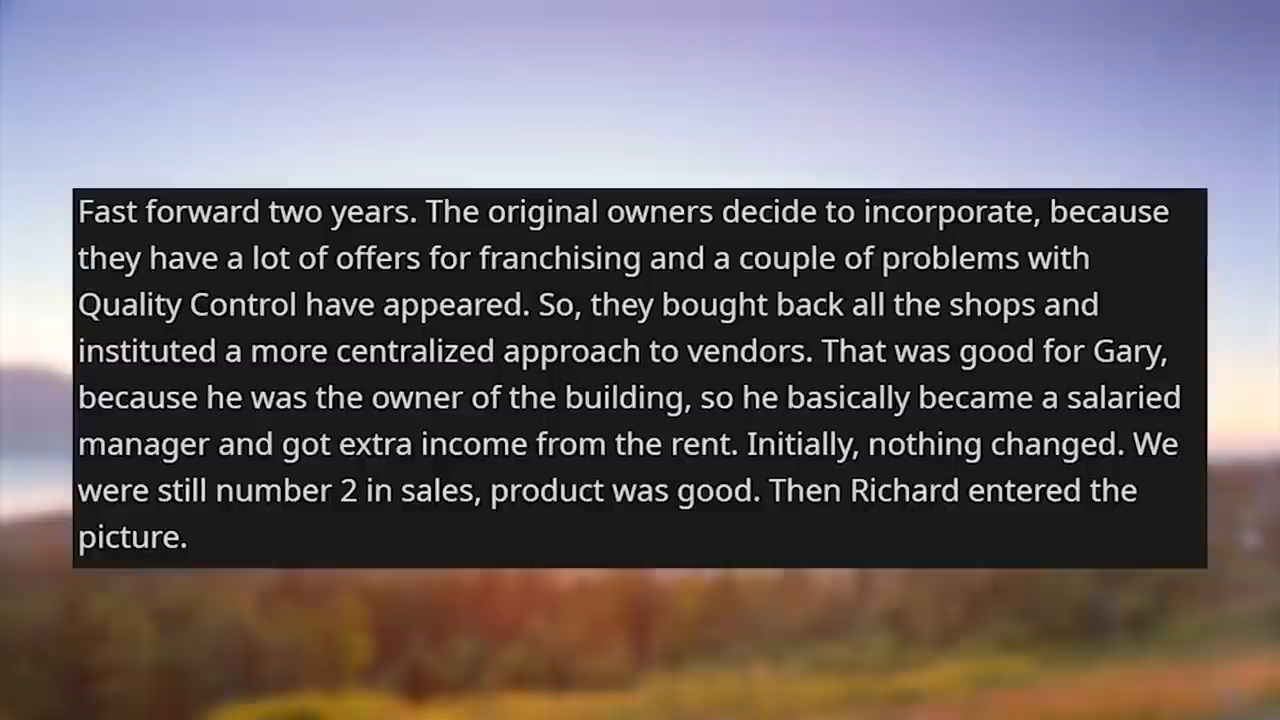 Fast forward two years. The original owners decide to incorporate, because
they have a lot of offers for franchising and a couple of problems with
Quality Control have appeared. So, they bought back all the shops and
instituted a more centralized approach to vendors. That was good for Gary,
because he was the owner of the building, so he basically became a salaried
manager and got extra income from the rent. Initially, nothing changed. We
were still number 2 in sales, product was good. Then Richard entered the
picture.